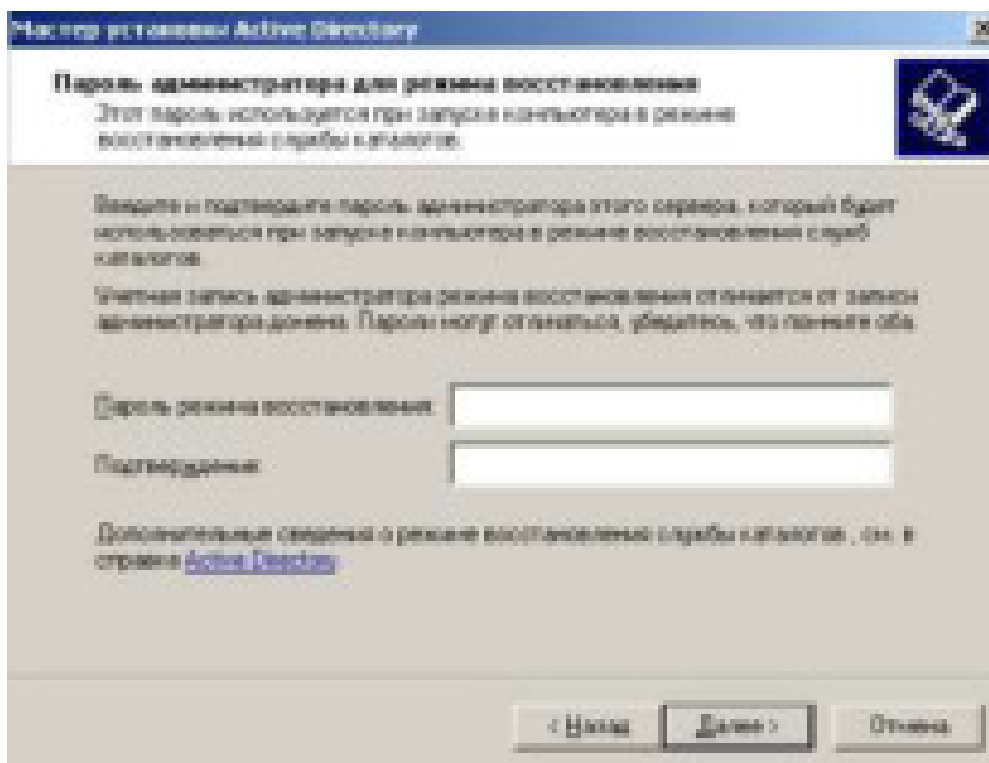 Мастер установки Active Directory
Пароль администратора для режима восстановления
Этот пароль используется при запуске компьютера в режиме
восстановления службы каталогов.
Введите и подтвердите пароль администратора этого сервера, который будет
использоваться при запуске компьютера в режиме восстановления служб
каталогов.
Учетная запись администратора режима восстановления отличается от записи
администратора домена. Пароли могут отличаться, убедитесь, что помните оба.
Пароль режима восстановления:
Подтверждение:
Дополнительные сведения о режиме восстановления службы каталогов , см. в
справке Active Directory.
< Назад
Далее >
Отмена